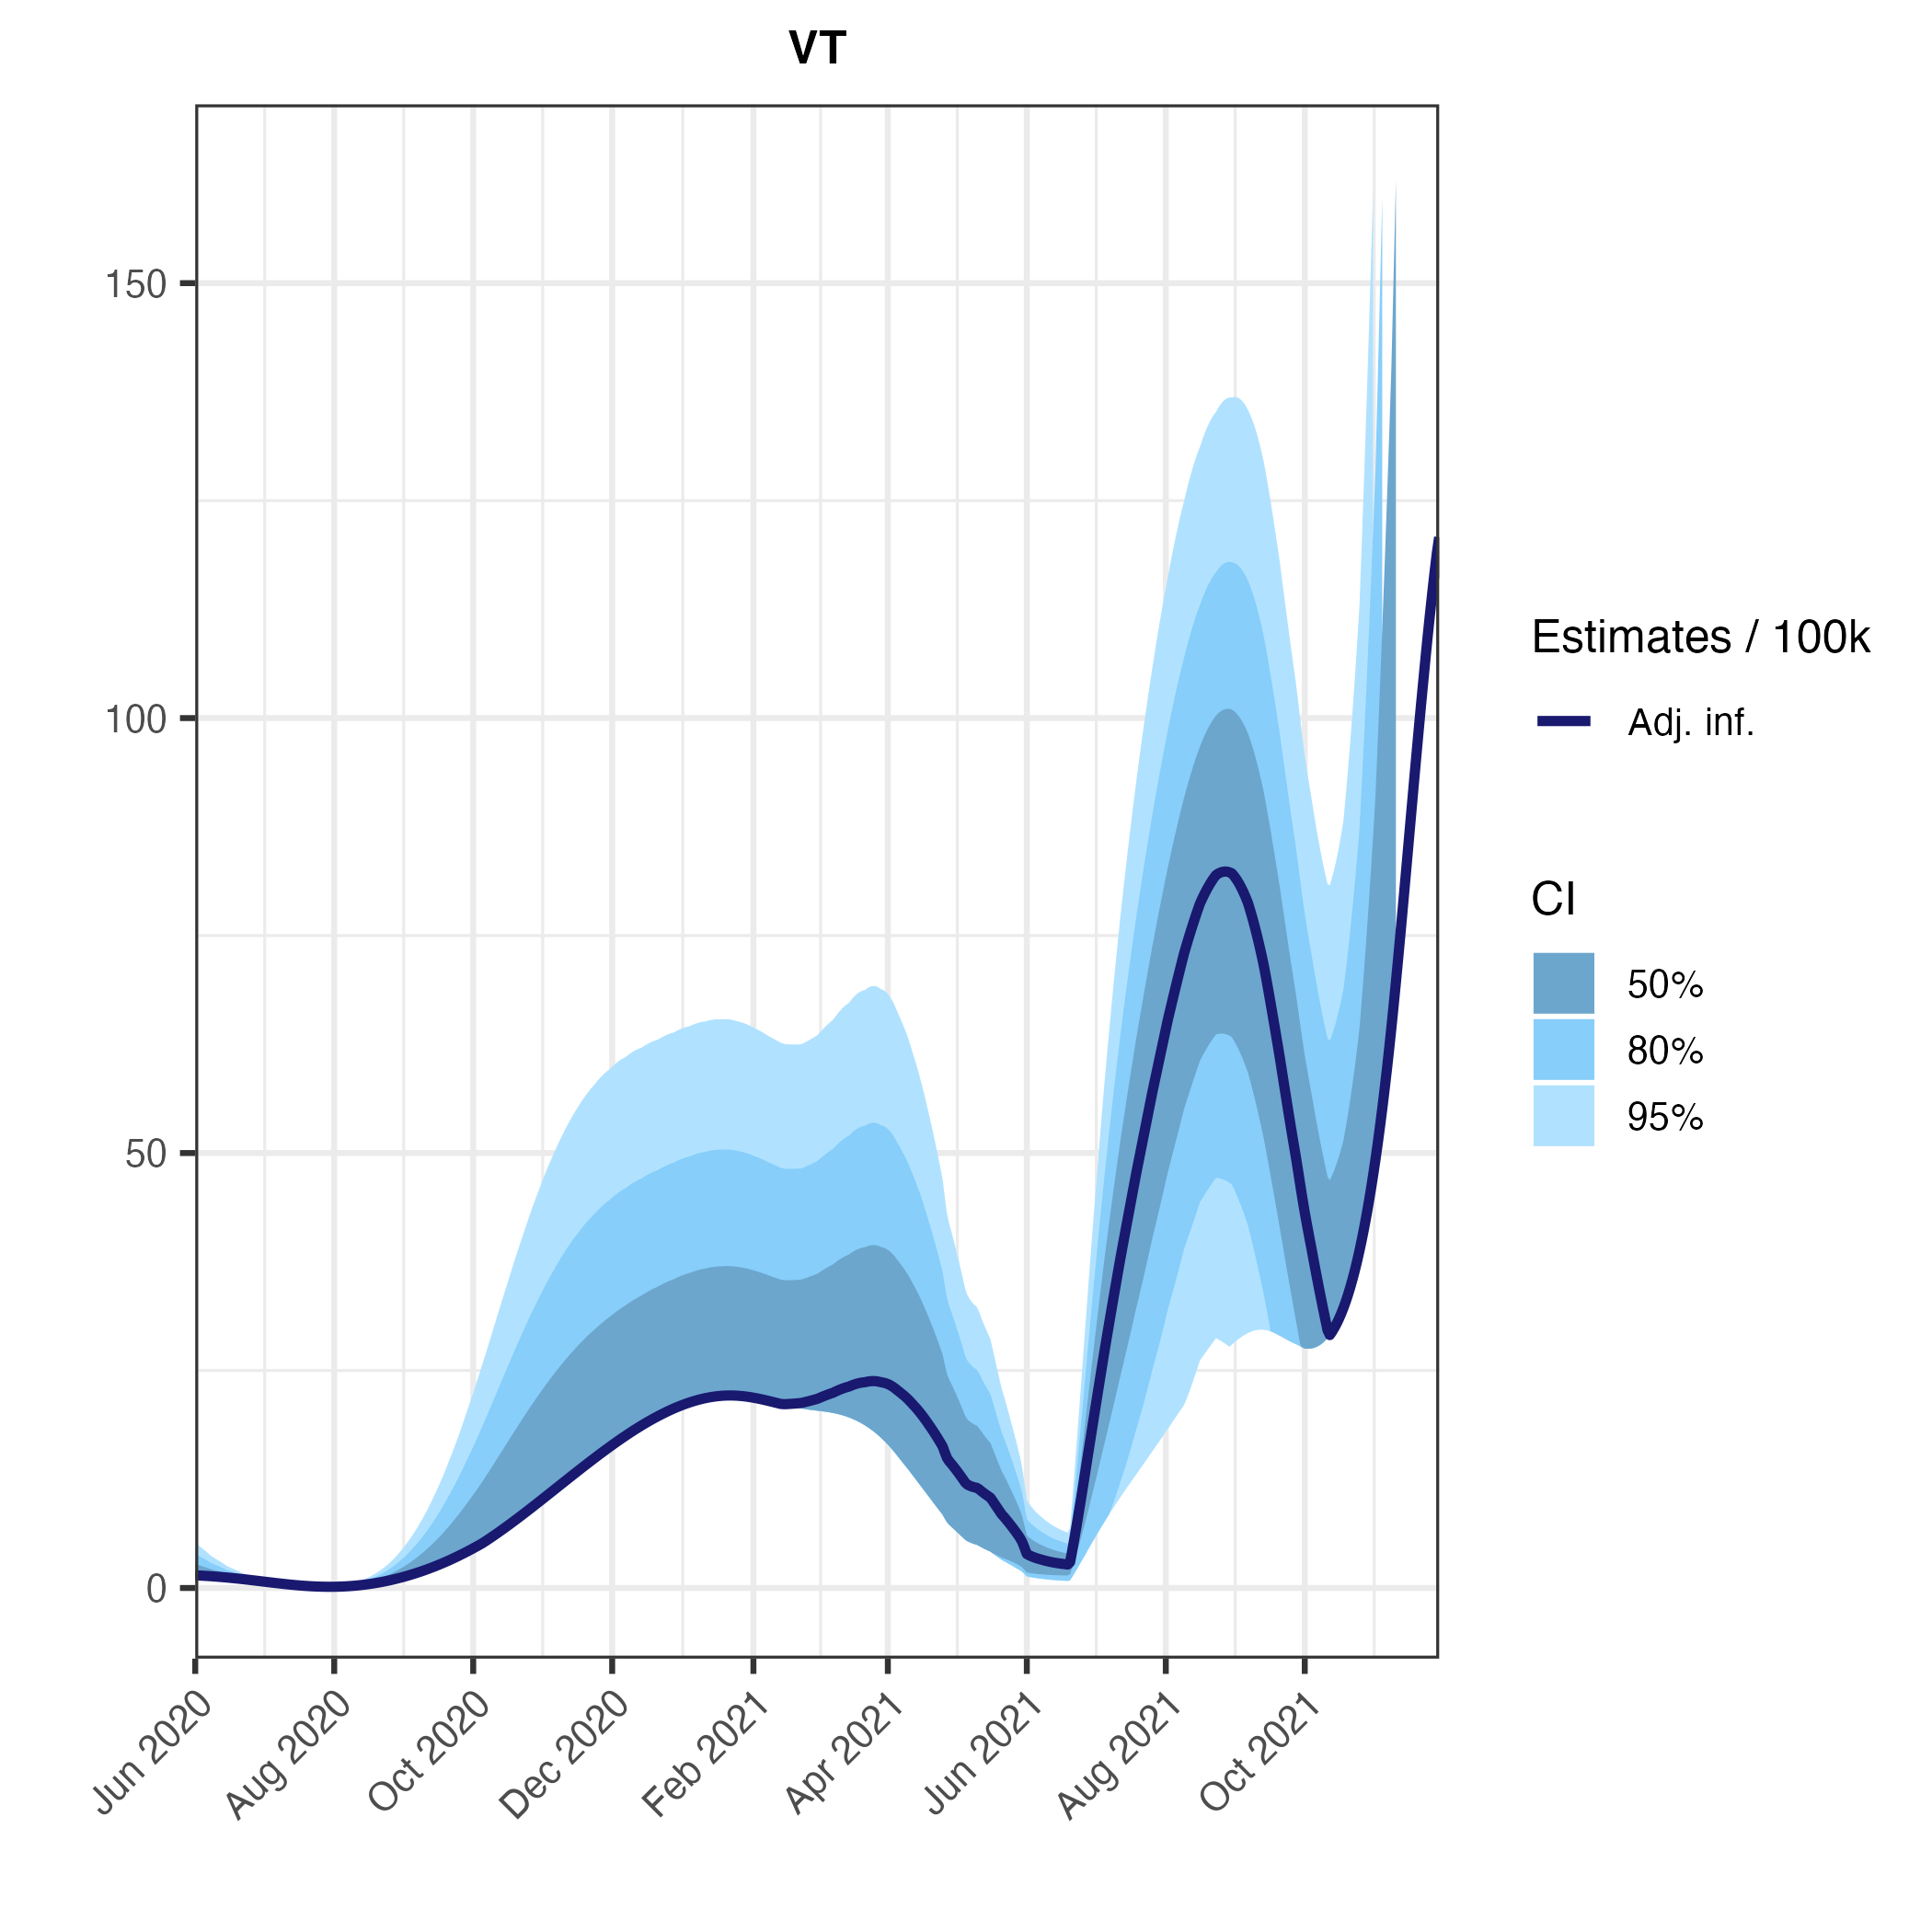 VT
150
100
50
0
Jun 2020
Aug 2020
Oct 2020
Dec 2020
Feb 2021
Apr 2021
Jun 2021
Aug 2021
Oct 2021
Estimates / 100k
Adj. inf.
CI
50%
80%
95%